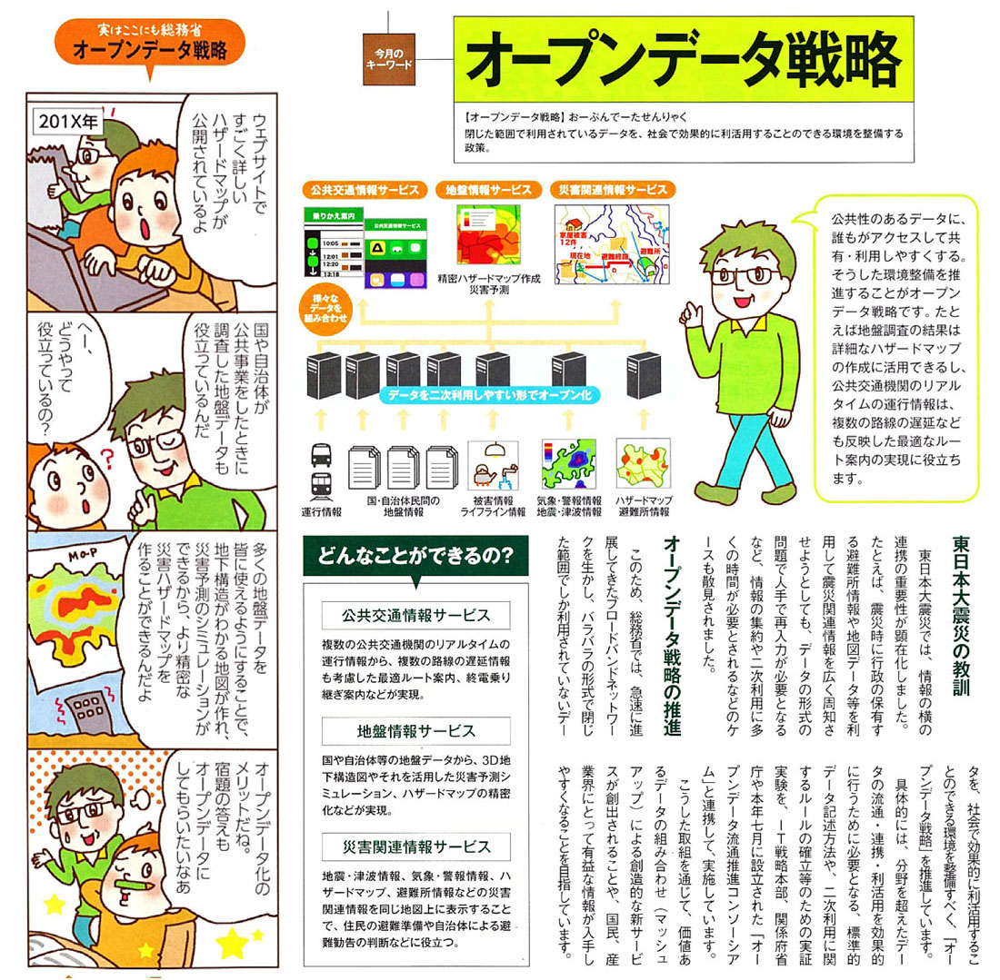 実はここにも総務省
オープンデータ戦略
201X年
ウェブサイトで
すごく詳しい
ハザードマップが
公開されているよ
国や自治体が
公共事業をしたときに
調査した地盤データも
役立っているんだ
へー、
どうやって
役立っているの?
?
MaP
多くの地盤データを
皆に使えるようにすることで、
地下構造がわかる地図が作れ、
災害予測のシミュレーションが
できるから、より精密な
災害ハザードマップを
作ることができるんだよ
オープンデータ化の
メリットだね。
宿題の答えも
オープンデータに
してもらいたいなあ
今月の
キーワード
オープンデータ戦略
【オープンデータ戦略】おーぷんでーたせんりゃく
閉じた範囲で利用されているデータを、社会で効果的に利活用することのできる環境を整備する
政策。
公共交通情報サービス
地盤情報サービス
災害関連情報サービス
乗りかえ案内
10:05
12:01
12:20
13:18
公共交通情報サービス
家屋被害
12件
現在地
避難経路
避難所
精密ハザードマップ作成
災害予測
様々な
データを
組み合わせ
データを二次利用しやすい形でオープン化
運行情報
国・自治体民間の
地盤情報
被害情報
ライフライン情報
気象・警報情報
地震・津波情報
ハザードマップ
避難所情報
公共性のあるデータに、
誰もがアクセスして共
有・利用しやすくする。
そうした環境整備を推
進することがオープン
データ戦略です。たと
えば地盤調査の結果は
詳細なハザードマップ
の作成に活用できるし、
公共交通機関のリアル
タイムの運行情報は、
複数の路線の遅延など
も反映した最適なルー
ト案内の実現に役立ち
ます。
どんなことができるの?
公共交通情報サービス
複数の公共交通機関のリアルタイムの
運行情報から、複数の路線の遅延情報
も考慮した最適ルート案内、終電乗り
継ぎ案内などが実現。
地盤情報サービス
国や自治体等の地盤データから、3D地
下構造図やそれを活用した災害予測シ
ミュレーション、ハザードマップの精密
化などが実現。
災害関連情報サービス
地震・津波情報、気象・警報情報、ハ
ザードマップ、避難所情報などの災害
関連情報を同じ地図上に表示すること
で、住民の避難準備や自治体による避
難勧告の判断などに役立つ。
東日本大震災の教訓
東日本大震災では、情報の横の
連携の重要性が顕在化しました。
たとえば、震災時に行政の保有す
る避難所情報や地図データ等を利
用して震災関連情報を広く周知さ
せようとしても、データの形式の
問題で人手で再入力が必要となる
など、情報の集約や二次利用に多
くの時間が必要とされるなどのケ
ースも散見されました。
オープンデータ戦略の推進
このため、総務省では、急速に進
展してきたブロードバンドネットワー
クを生かし、バラバラの形式で閉じ
た範囲でしか利用されていないデー
タを、社会で効果的に利活用するこ
とのできる環境を整備すべく、「オー
プンデータ戦略」を推進しています。
具体的には、分野を超えたデー
タの流通・連携・利活用を効果的
に行うために必要となる、標準的
データ記述方法や、二次利用に関
するルールの確立等のための実証
実験を、IT戦略本部、関係府省
庁や本年七月に設立された「オー
プンデータ流通推進コンソーシア
ム」と連携して、実施しています。
こうした取組を通じて、価値あ
るデータの組み合わせ(マッシュ
アップ)による創造的な新サービ
スが創出されることや、国民、産
業界にとって有益な情報が入手し
やすくなることを目指しています。